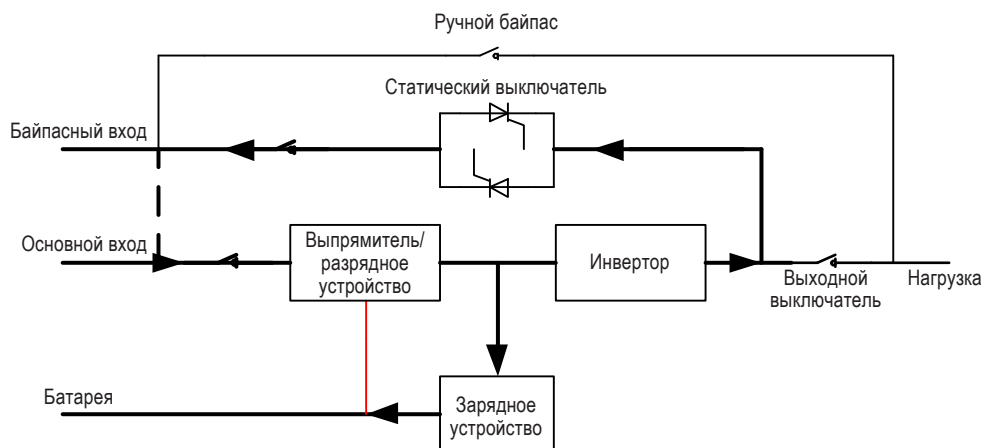 Ручной байпас
Статический выключатель
Байпасный вход
Основной вход
Выпрямитель/
разрядное
устройство
Инвертор
Выходной
выключатель
Нагрузка
Батарея
Зарядное
устройство